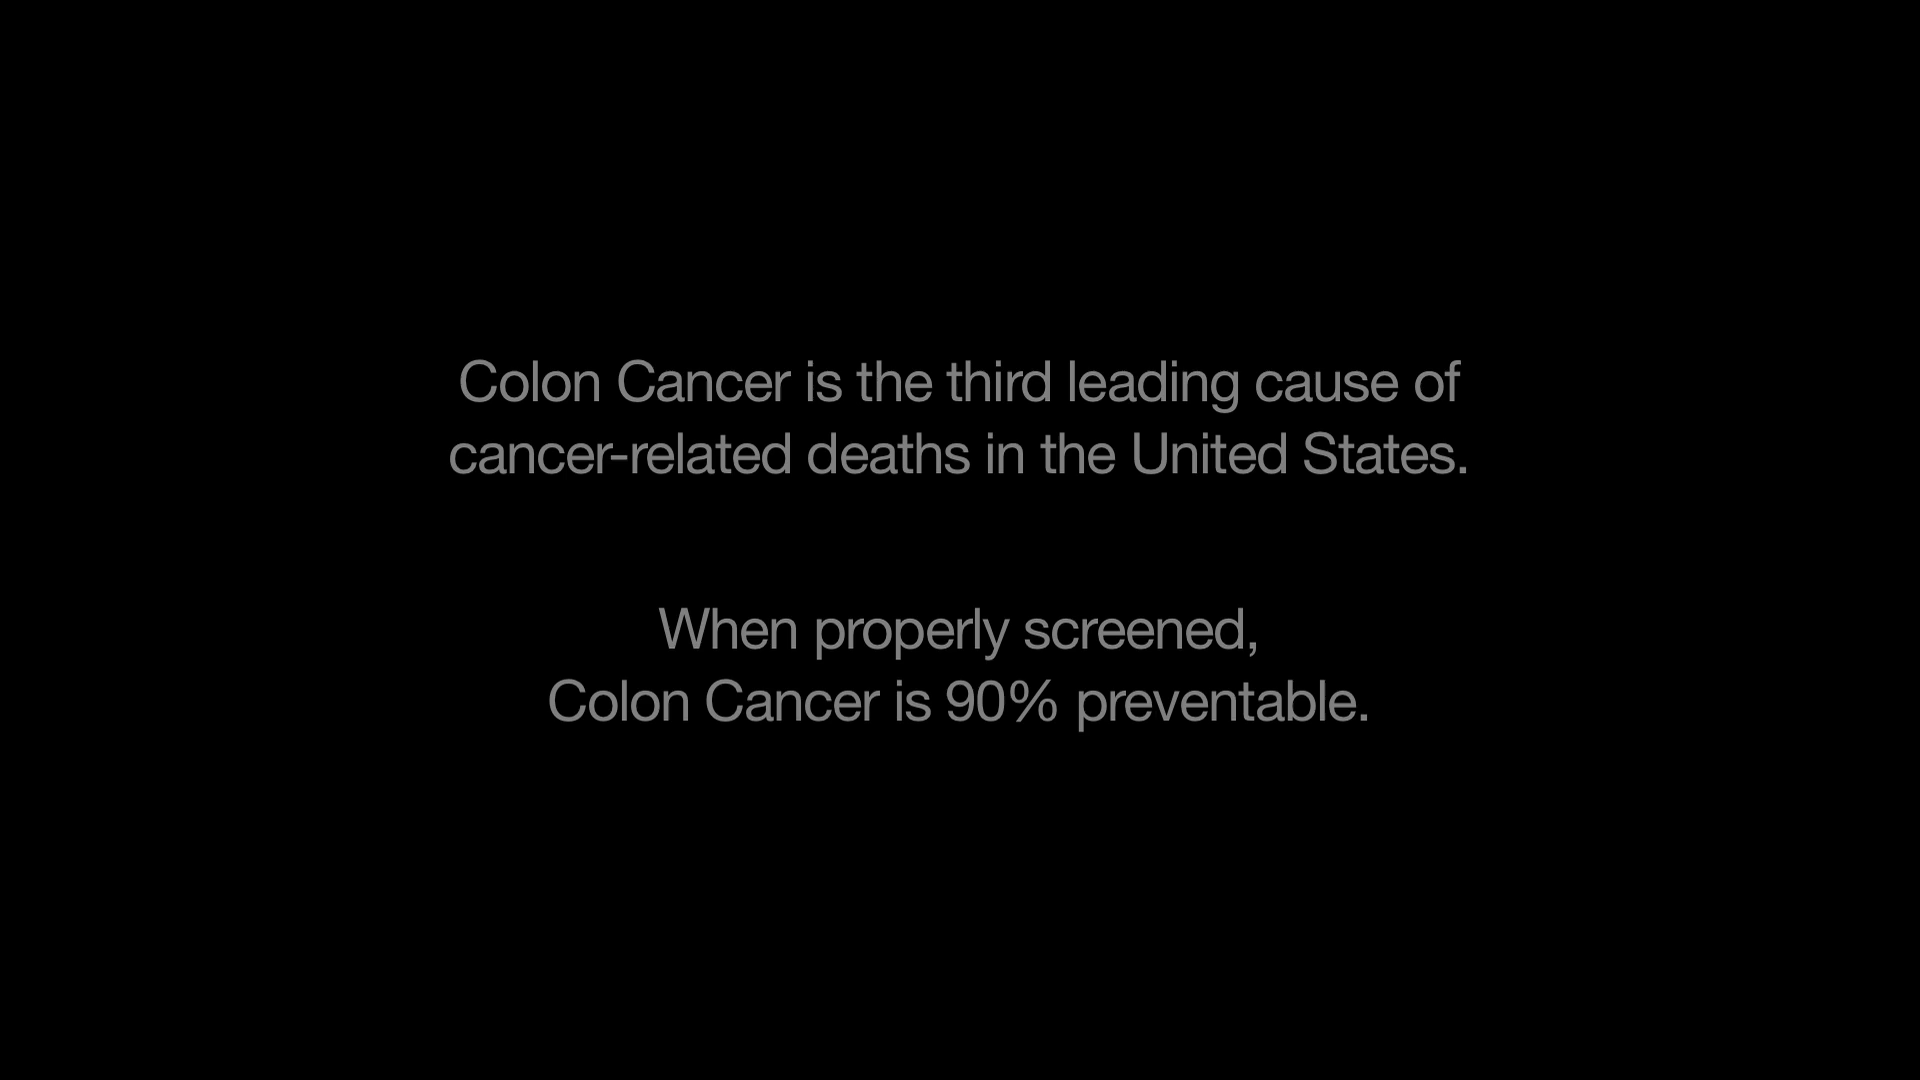 Colon Cancer is the third leading cause of
cancer-related deaths in the United States.
When properly screened,
Colon Cancer is 90% preventable.